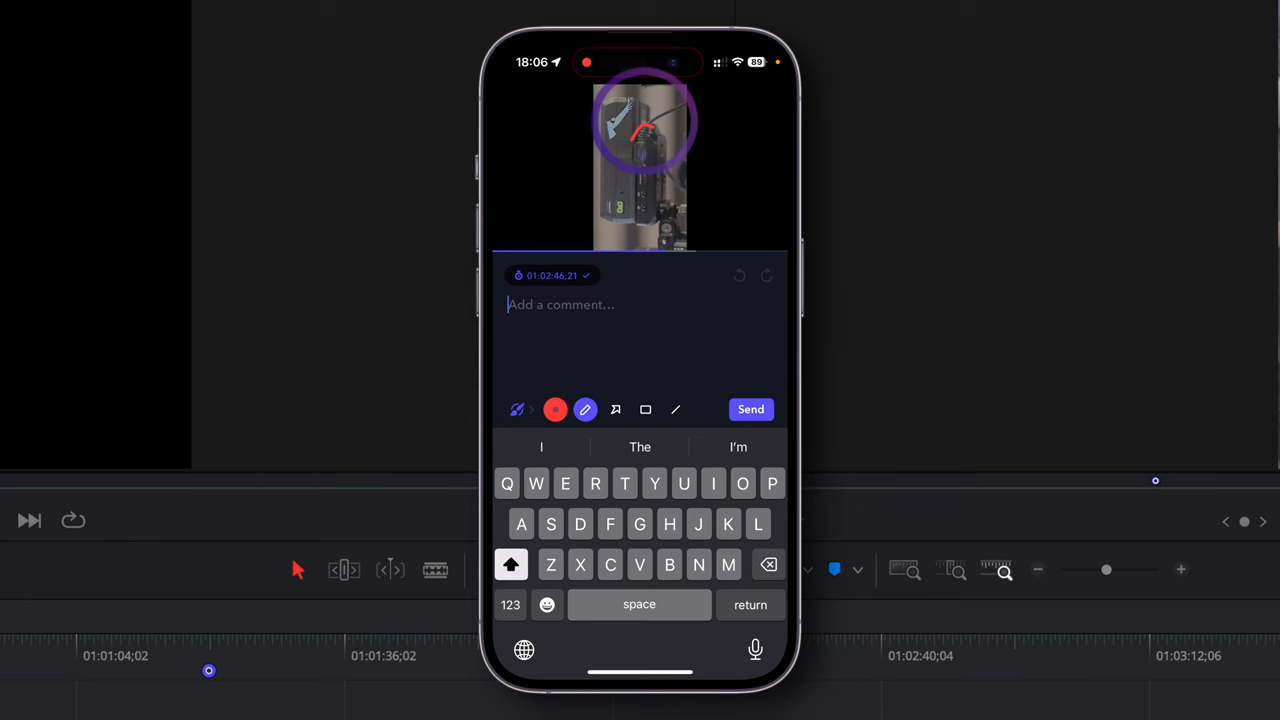 18:06
89
01:02:46;21
Add a comment...
Send
I The I'm
Q W E R T Y U I O P
A S D F G H J K L
Z X C V B N M
123 space return
01:01:04;02 01:01:36;02 01:02:40;04 01:03:12;06